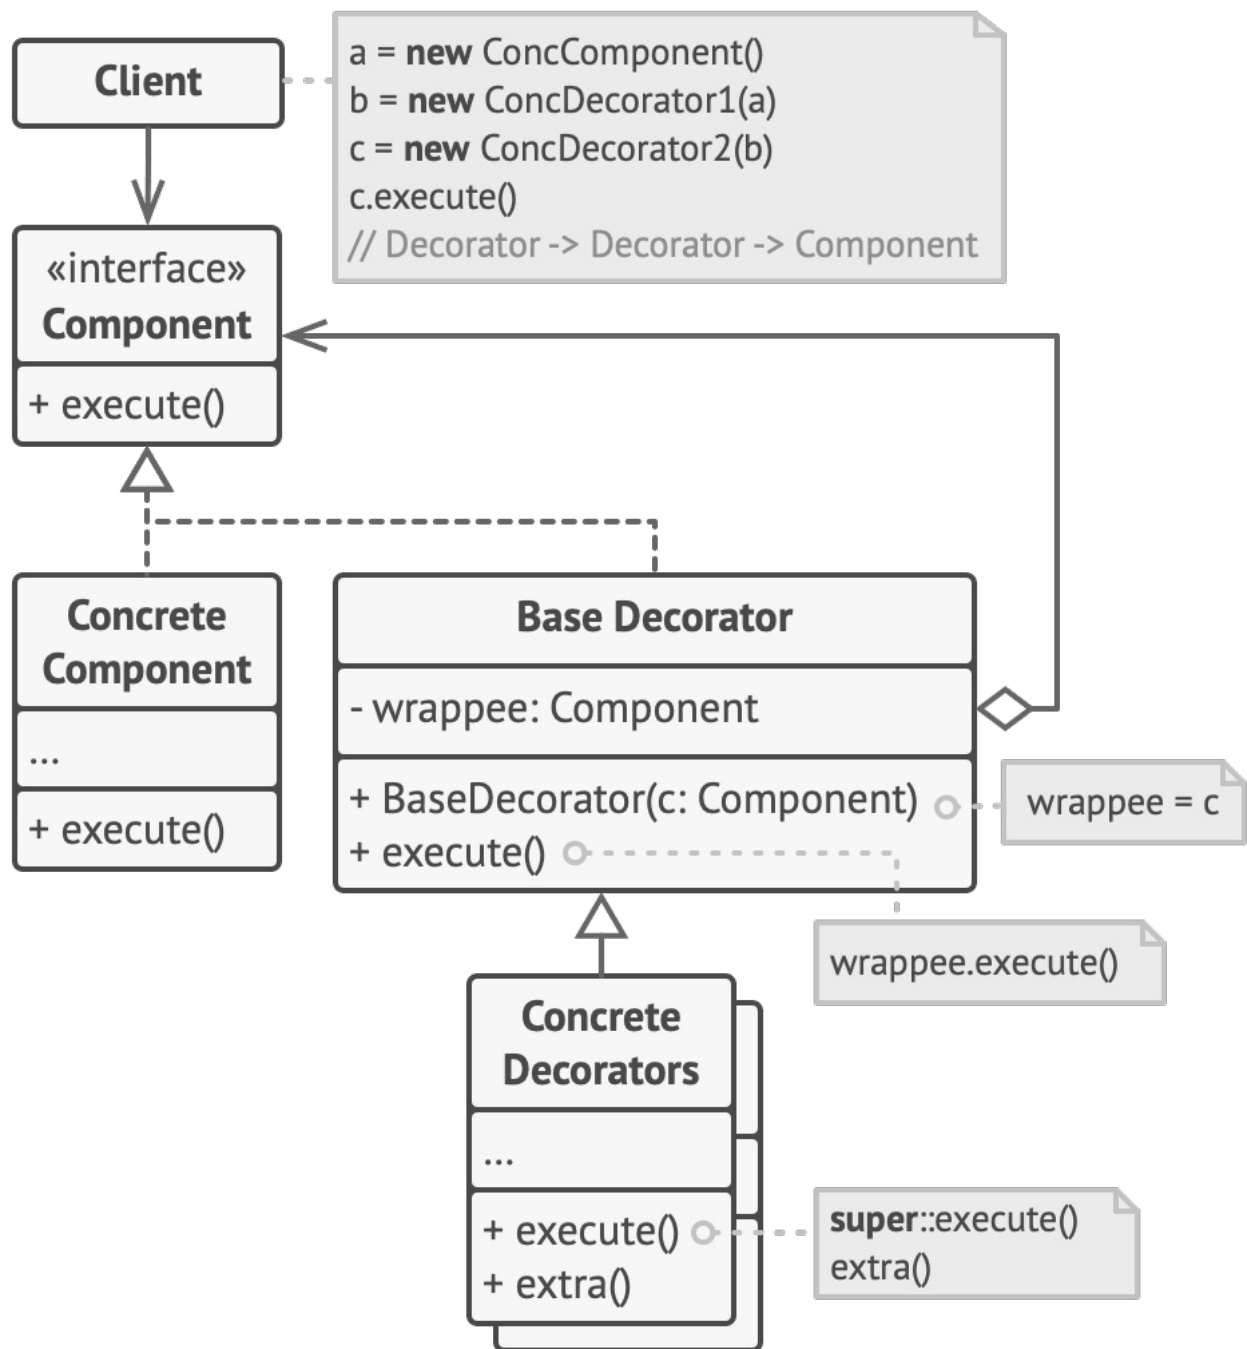 Client
a = new ConcComponent()
b = new ConcDecorator1(a)
c = new ConcDecorator2(b)
c.execute()
// Decorator -> Decorator -> Component
«interface»
Component
+ execute()
Concrete
Component
...
+ execute()
Base Decorator
- wrappee: Component
+ BaseDecorator(c: Component)
+ execute()
wrappee = c
wrappee.execute()
Concrete
Decorators
...
+ execute()
+ extra()
super::execute()
extra()